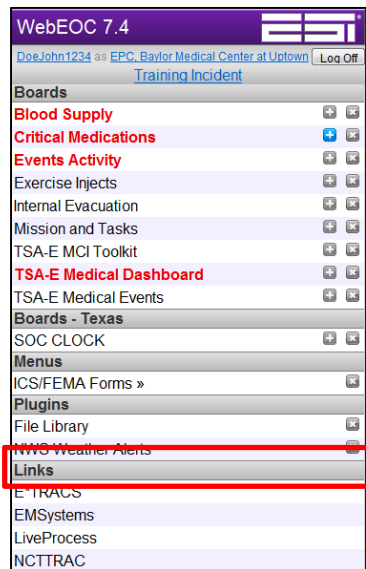 WebEOC 7.4
ESi
DoeJohn1234 as EPC, Baylor Medical Center at Uptown Log Off
Training Incident
Boards
Blood Supply
Critical Medications
Events Activity
Exercise Injects
Internal Evacuation
Mission and Tasks
TSA-E MCI Toolkit
TSA-E Medical Dashboard
TSA-E Medical Events
Boards - Texas
SOC CLOCK
Menus
ICS/FEMA Forms »
Plugins
File Library
NWS Weather Alerts
Links
E*TRACS
EMSystems
LiveProcess
NCTTRAC